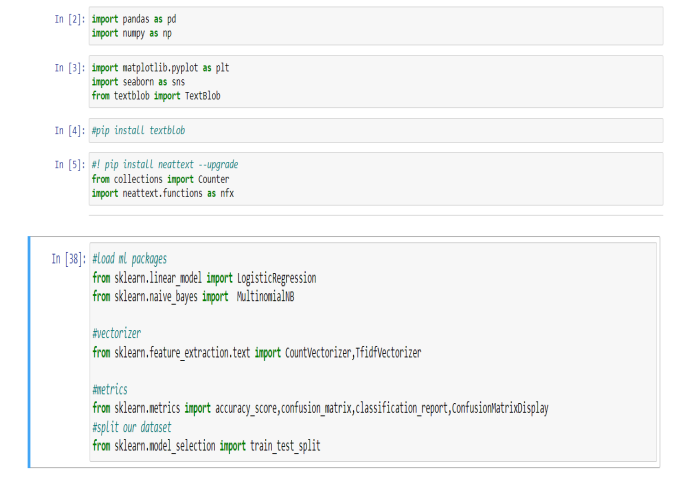 In [2]: import pandas as pd
import numpy as np
In [3]: import matplotlib.pyplot as plt
import seaborn as sns
from textblob import TextBlob
In [4]: #pip install textblob
In [5]: #! pip install neattext --upgrade
from collections import Counter
import neattext.functions as nfx
In [38]: #load ml packages
from sklearn.linear_model import LogisticRegression
from sklearn.naive_bayes import  MultinomialNB
#vectorizer
from sklearn.feature_extraction.text import CountVectorizer,TfidfVectorizer
#metrics
from sklearn.metrics import accuracy_score,confusion_matrix,classification_report,ConfusionMatrixDisplay
#split our dataset
from sklearn.model_selection import train_test_split